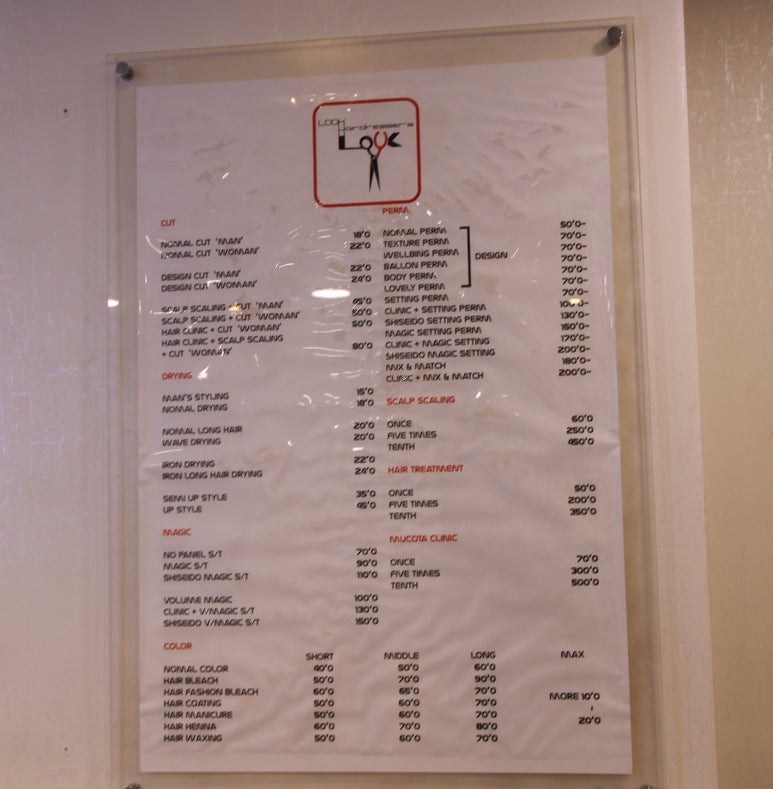 LOOK
Hairdressers
LOOK
CUT
NOMAL CUT 'MAN' 18'0
NOMAL CUT 'WOMAN' 22'0
DESIGN CUT 'MAN' 22'0
DESIGN CUT 'WOMAN' 24'0
SCALP SCALING + CUT 'MAN' 45'0
SCALP SCALING + CUT 'WOMAN' 50'0
HAIR CLINIC + CUT 'WOMAN' 50'0
HAIR CLINIC + SCALP SCALING
+ CUT 'WOMAN' 80'0
DRYING
MAN'S STYLING 15'0
NOMAL DRYING 18'0
NOMAL LONG HAIR 20'0
WAVE DRYING 20'0
IRON DRYING 22'0
IRON LONG HAIR DRYING 24'0
SEMI UP STYLE 35'0
UP STYLE 45'0
MAGIC
NO PANEL S/T 70'0
MAGIC S/T 90'0
SHISEIDO MAGIC S/T 110'0
VOLUME MAGIC 100'0
CLINIC + V/MAGIC S/T 130'0
SHISEIDO V/MAGIC S/T 150'0
PERM
NOMAL PERM 50'0~
TEXTURE PERM 70'0~
WELLBING PERM 70'0~
BALLON PERM 70'0~
BODY PERM 70'0~
LOVELY PERM 70'0~
DESIGN
SETTING PERM 70'0~
CLINIC + SETTING PERM 100'0~
SHISEIDO SETTING PERM 130'0~
MAGIC SETTING PERM 150'0~
CLINIC + MAGIC SETTING 170'0~
SHISEIDO MAGIC SETTING 200'0~
MIX & MATCH 180'0~
CLINIC + MIX & MATCH 200'0~
SCALP SCALING
ONCE 60'0
FIVE TIMES 250'0
TENTH 450'0
HAIR TREATMENT
ONCE 50'0
FIVE TIMES 200'0
TENTH 350'0
MUCOTA CLINIC
ONCE 70'0
FIVE TIMES 300'0
TENTH 500'0
COLOR
SHORT MIDDLE LONG MAX
NOMAL COLOR 40'0 50'0 60'0
HAIR BLEACH 50'0 70'0 90'0
HAIR FASHION BLEACH 60'0 65'0 70'0
HAIR COATING 50'0 60'0 70'0
HAIR MANICURE 50'0 60'0 70'0
HAIR HENNA 60'0 70'0 80'0
HAIR WAXING 50'0 60'0 70'0
MORE 10'0
~
20'0